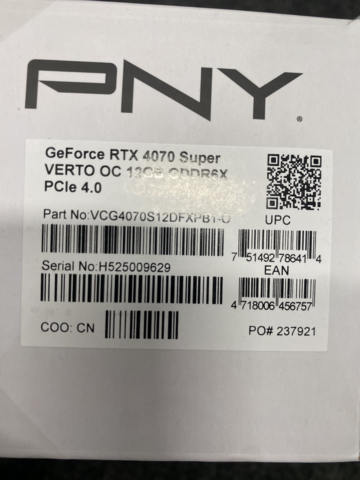 PNY
GeForce RTX 4070 Super
VERTO OC 12GB GDDR6X
PCIe 4.0
Part No:VCG4070S12DFXPB1-O
UPC
7 51492 78641 4
EAN
Serial No:H525009629
4 718006 456757
COO: CN
PO# 237921